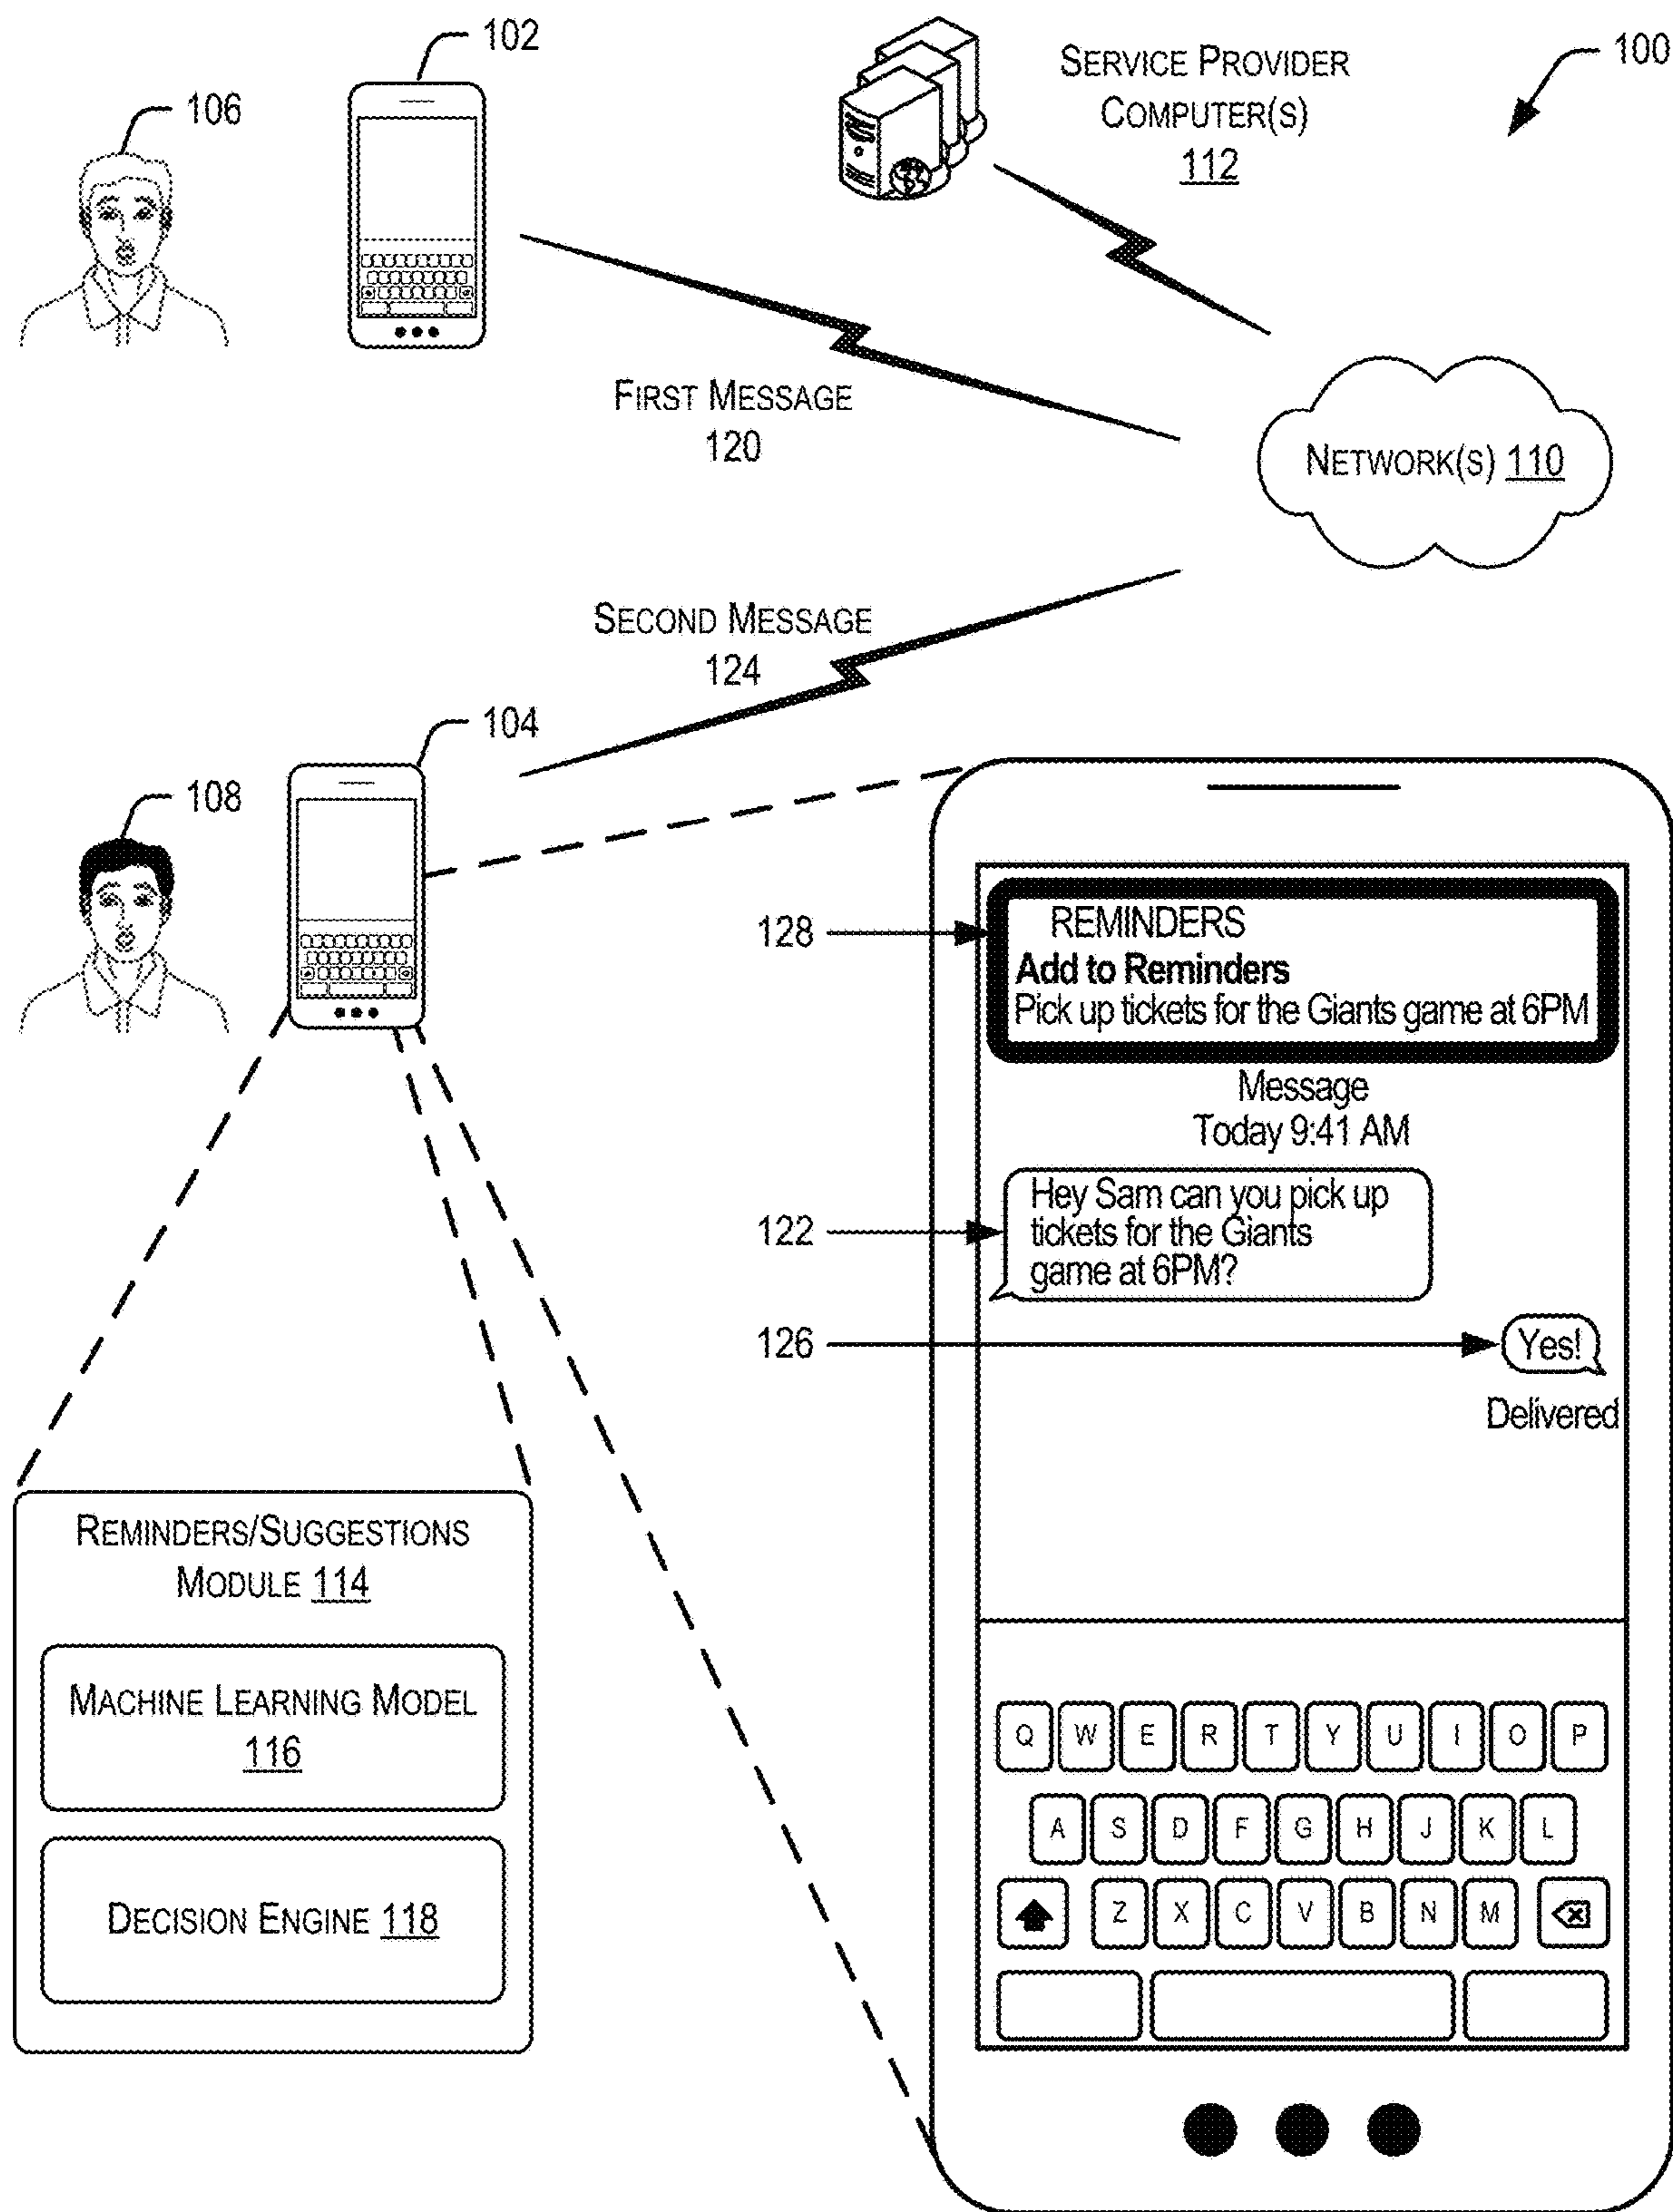 102
SERVICE PROVIDER
COMPUTER(S)
112
100
106
FIRST MESSAGE
120
NETWORK(S) 110
SECOND MESSAGE
124
104
108
128
REMINDERS
Add to Reminders
Pick up tickets for the Giants game at 6PM
Message
Today 9:41 AM
122
Hey Sam can you pick up
tickets for the Giants
game at 6PM?
126
Yes!
Delivered
REMINDERS/SUGGESTIONS
MODULE 114
MACHINE LEARNING MODEL
116
DECISION ENGINE 118
Q W E R T Y U I O P
A S D F G H J K L
Z X C V B N M